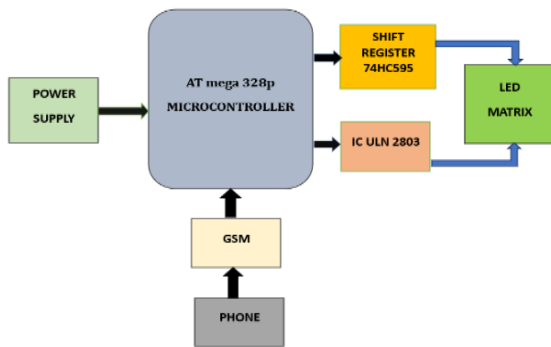 SHIFT
REGISTER
74HC595
AT mega 328p
MICROCONTROLLER
POWER
SUPPLY
LED
MATRIX
IC ULN 2803
GSM
PHONE